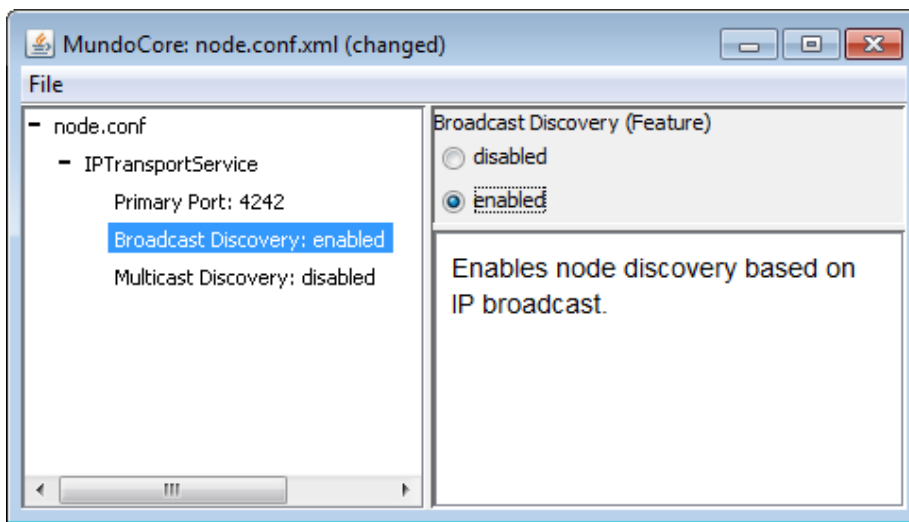 MundoCore: node.conf.xml (changed)
File
node.conf
IPTransportService
Primary Port: 4242
Broadcast Discovery: enabled
Multicast Discovery: disabled
Broadcast Discovery (Feature)
disabled
enabled
Enables node discovery based on
IP broadcast.